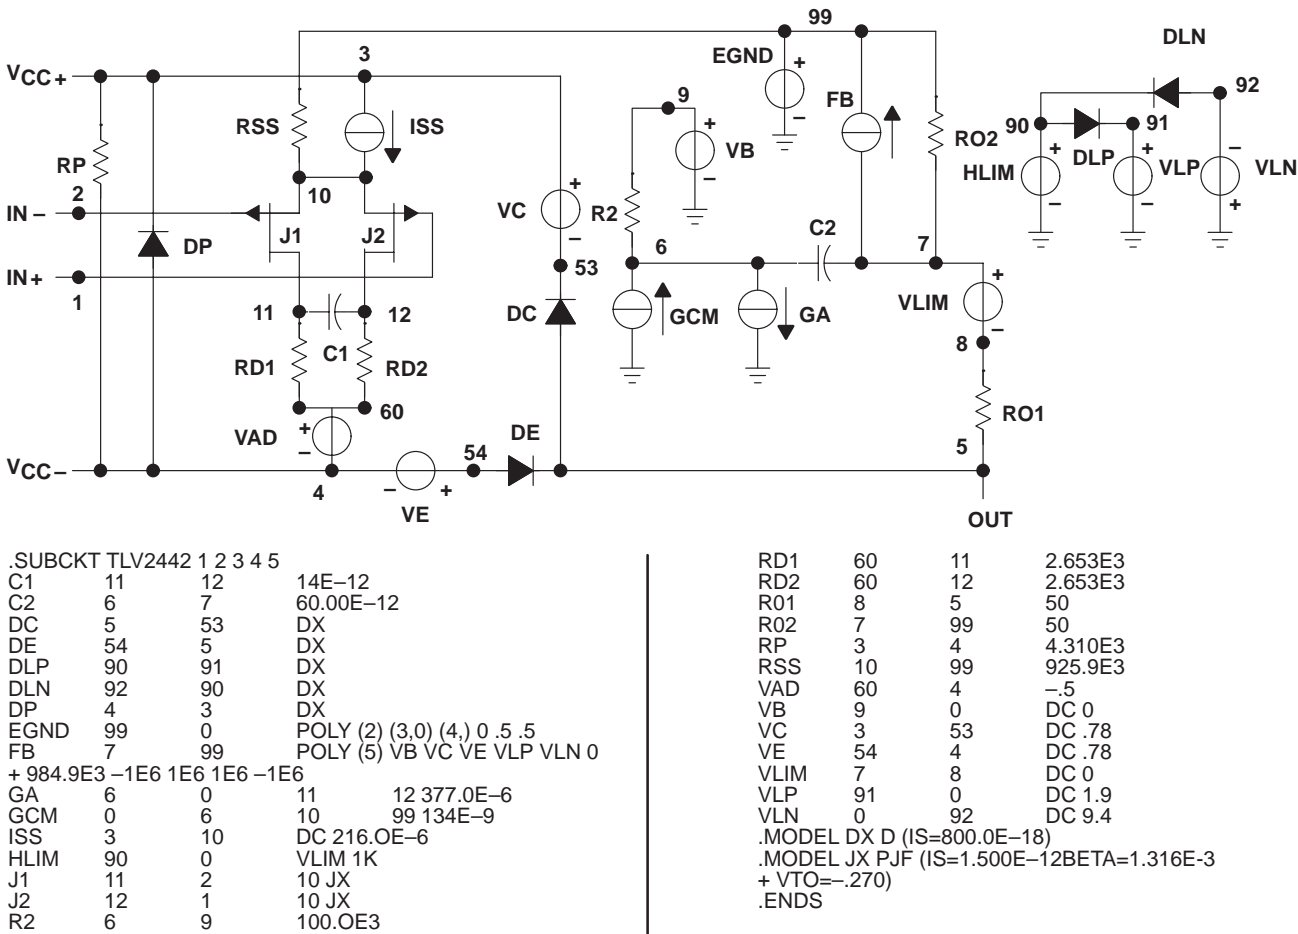 99
DLN
3
EGND
+
VCC+
92
9
FB
RSS
ISS
+
RO2
90
91
VB
DLP
RP
–
+
+
–
HLIM
VLP
VLN
10
2
–
–
+
IN –
VC
+
R2
C2
J1
J2
DP
–
6
7
IN+
53
1
+
VLIM
–
11
12
DC
GCM
GA
8
C1
RD1
RD2
RO1
60
VAD
+
–
DE
5
54
VCC–
4
–
+
VE
OUT
.SUBCKT TLV2442 1 2 3 4 5
C1 11 12 14E–12
C2 6 7 60.00E–12
DC 5 53 DX
DE 54 5 DX
DLP 90 91 DX
DLN 92 90 DX
DP 4 3 DX
EGND 99 0 POLY (2) (3,0) (4,) 0 .5 .5
FB 7 99 POLY (5) VB VC VE VLP VLN 0
+ 984.9E3 –1E6 1E6 1E6 –1E6
GA 6 0 11 12 377.0E–6
GCM 0 6 10 99 134E–9
ISS 3 10 DC 216.OE–6
HLIM 90 0 VLIM 1K
J1 11 2 10 JX
J2 12 1 10 JX
R2 6 9 100.OE3
RD1 60 11 2.653E3
RD2 60 12 2.653E3
R01 8 5 50
R02 7 99 50
RP 3 4 4.310E3
RSS 10 99 925.9E3
VAD 60 4 –.5
VB 9 0 DC 0
VC 3 53 DC .78
VE 54 4 DC .78
VLIM 7 8 DC 0
VLP 91 0 DC 1.9
VLN 0 92 DC 9.4
.MODEL DX D (IS=800.0E–18)
.MODEL JX PJF (IS=1.500E–12BETA=1.316E-3
+ VTO=–.270)
.ENDS